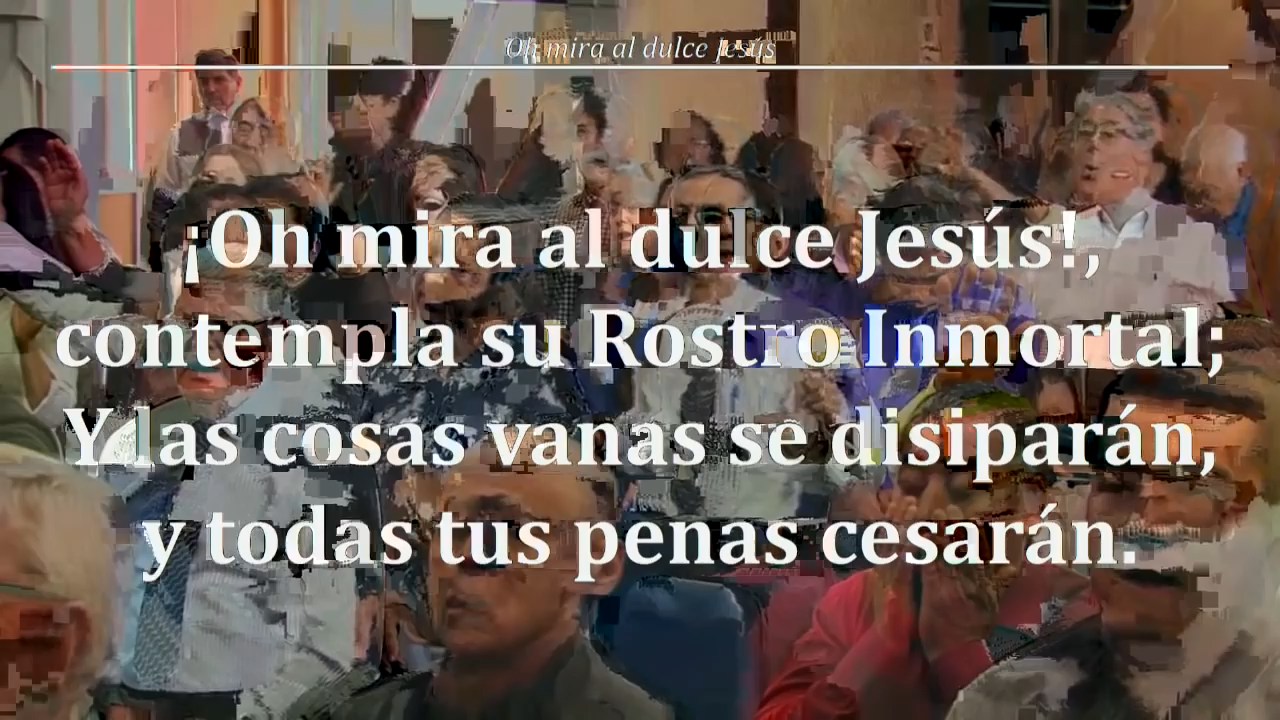 Oh mira al dulce Jesús
¡Oh mira al dulce Jesús!,
contempla su Rostro Inmortal;
Y las cosas vanas se disiparán,
y todas tus penas cesarán.